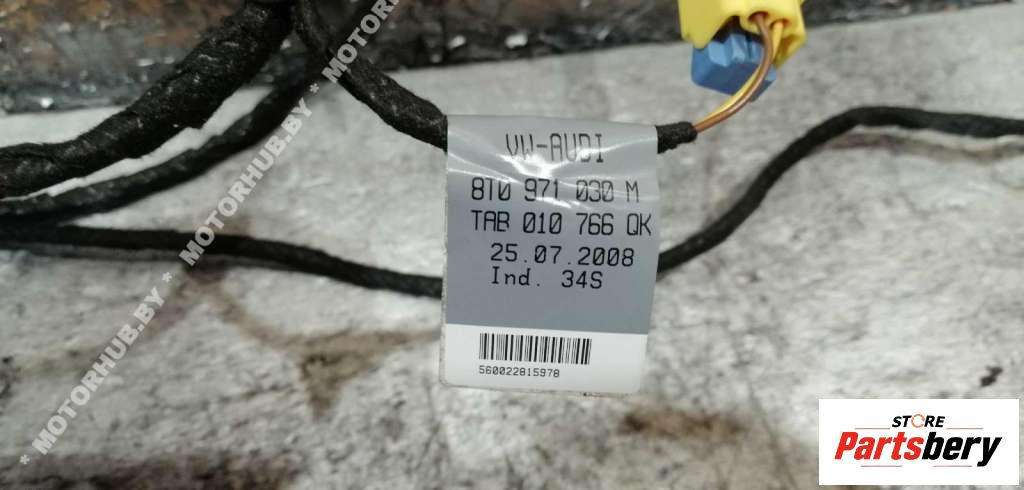 VW-AUDI
8T0 971 030 M
TAB 010 766 QK
25.07.2008
Ind. 34S
560022815978
* MOTORHUB.BY * MOTORHUB.BY * MOTORHUB.BY
STORE
Partsbery